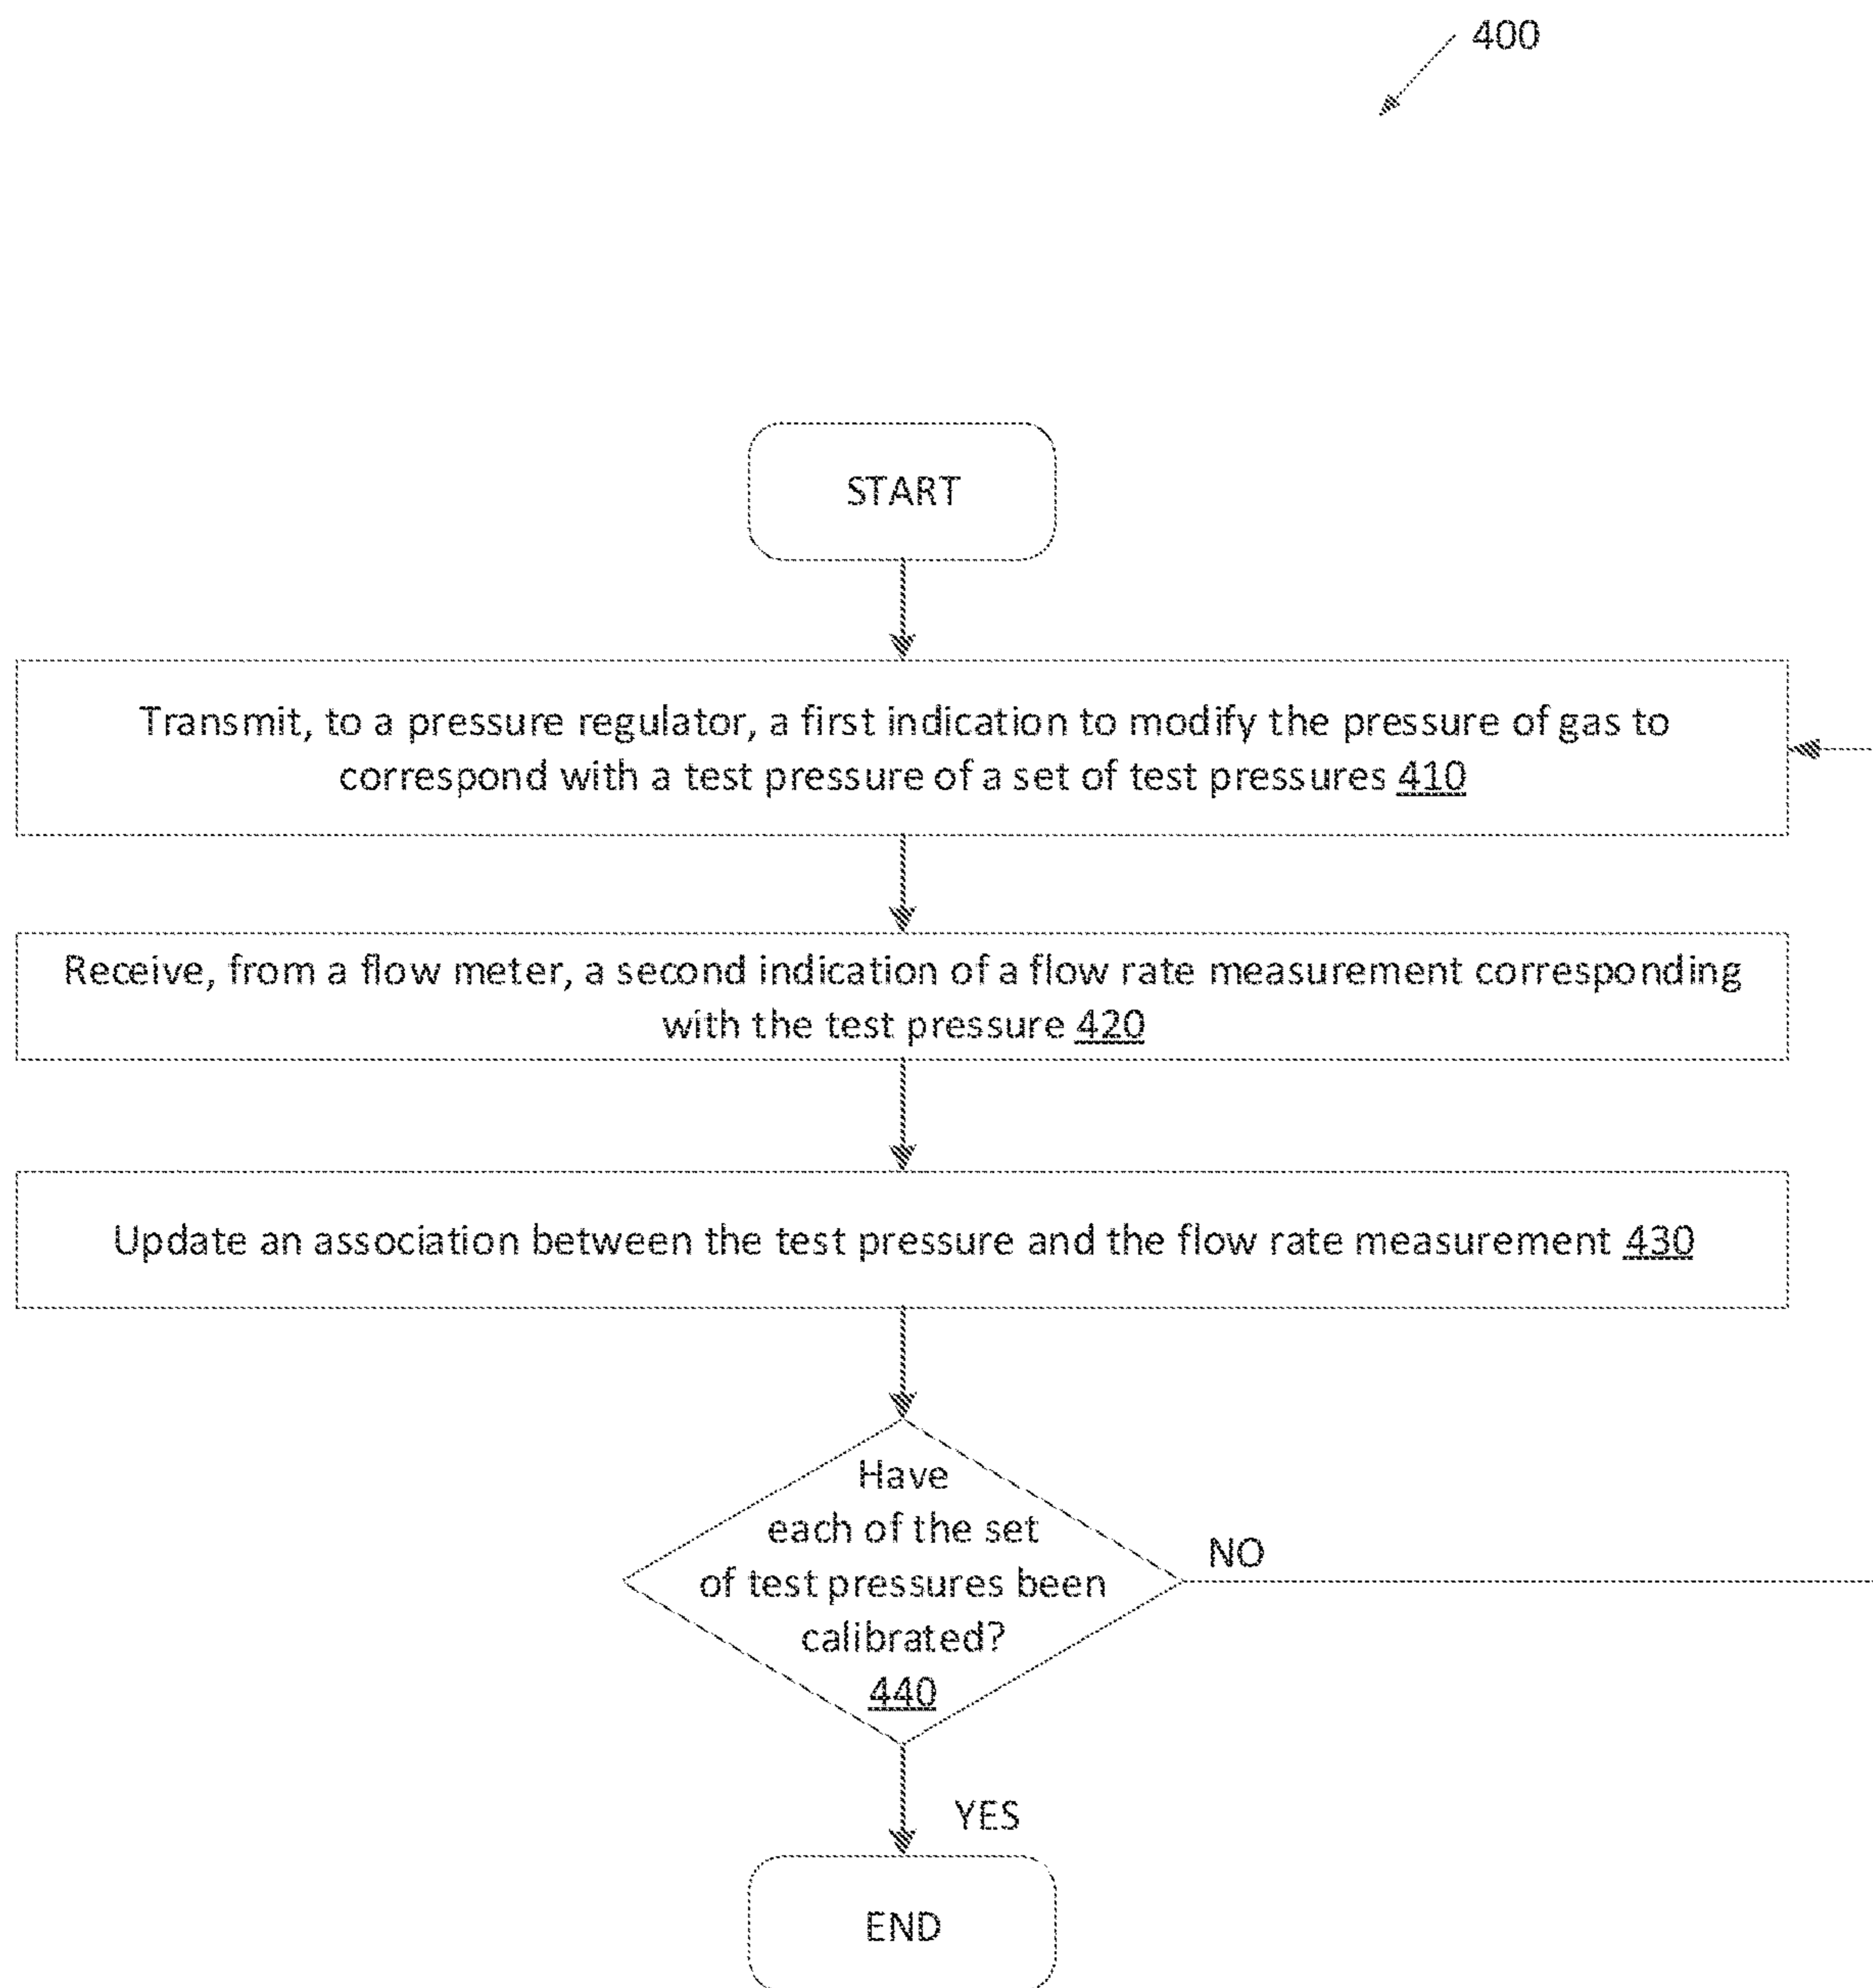 400
START
Transmit, to a pressure regulator, a first indication to modify the pressure of gas to
correspond with a test pressure of a set of test pressures 410
Receive, from a flow meter, a second indication of a flow rate measurement corresponding
with the test pressure 420
Update an association between the test pressure and the flow rate measurement 430
Have
each of the set
of test pressures been
calibrated?
440
NO
YES
END